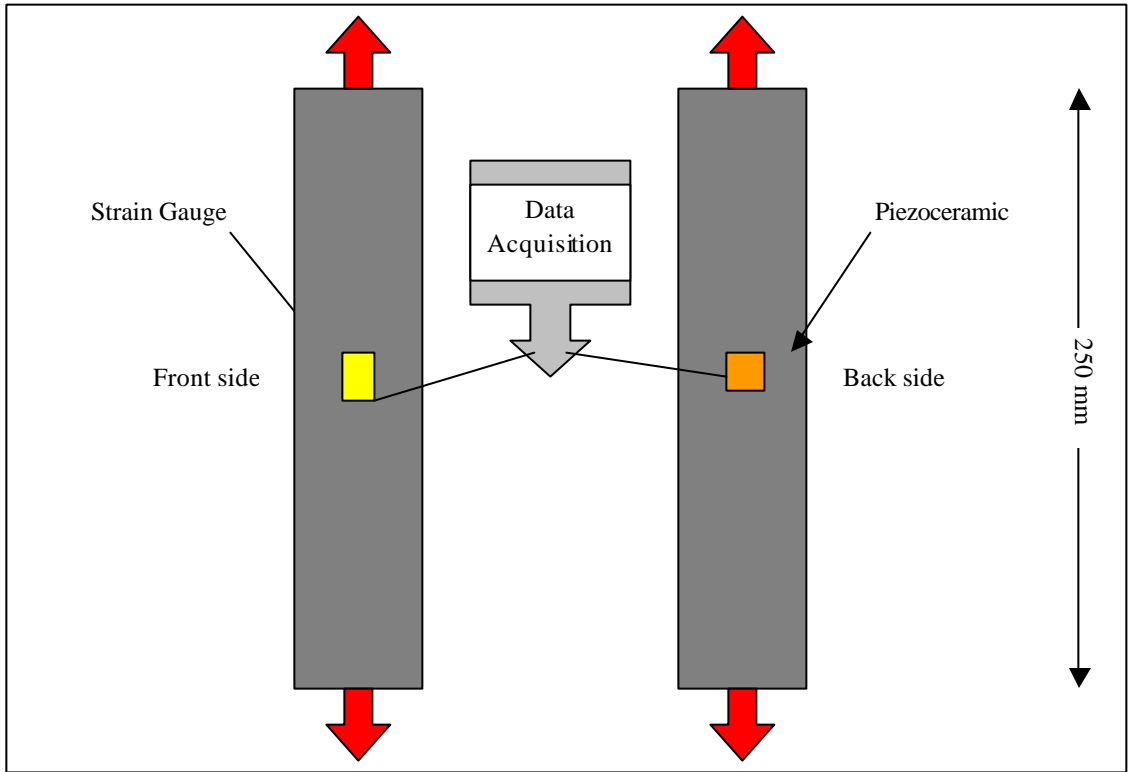 Strain Gauge
Data
Acquisition
Piezoceramic
Front side
Back side
250 mm